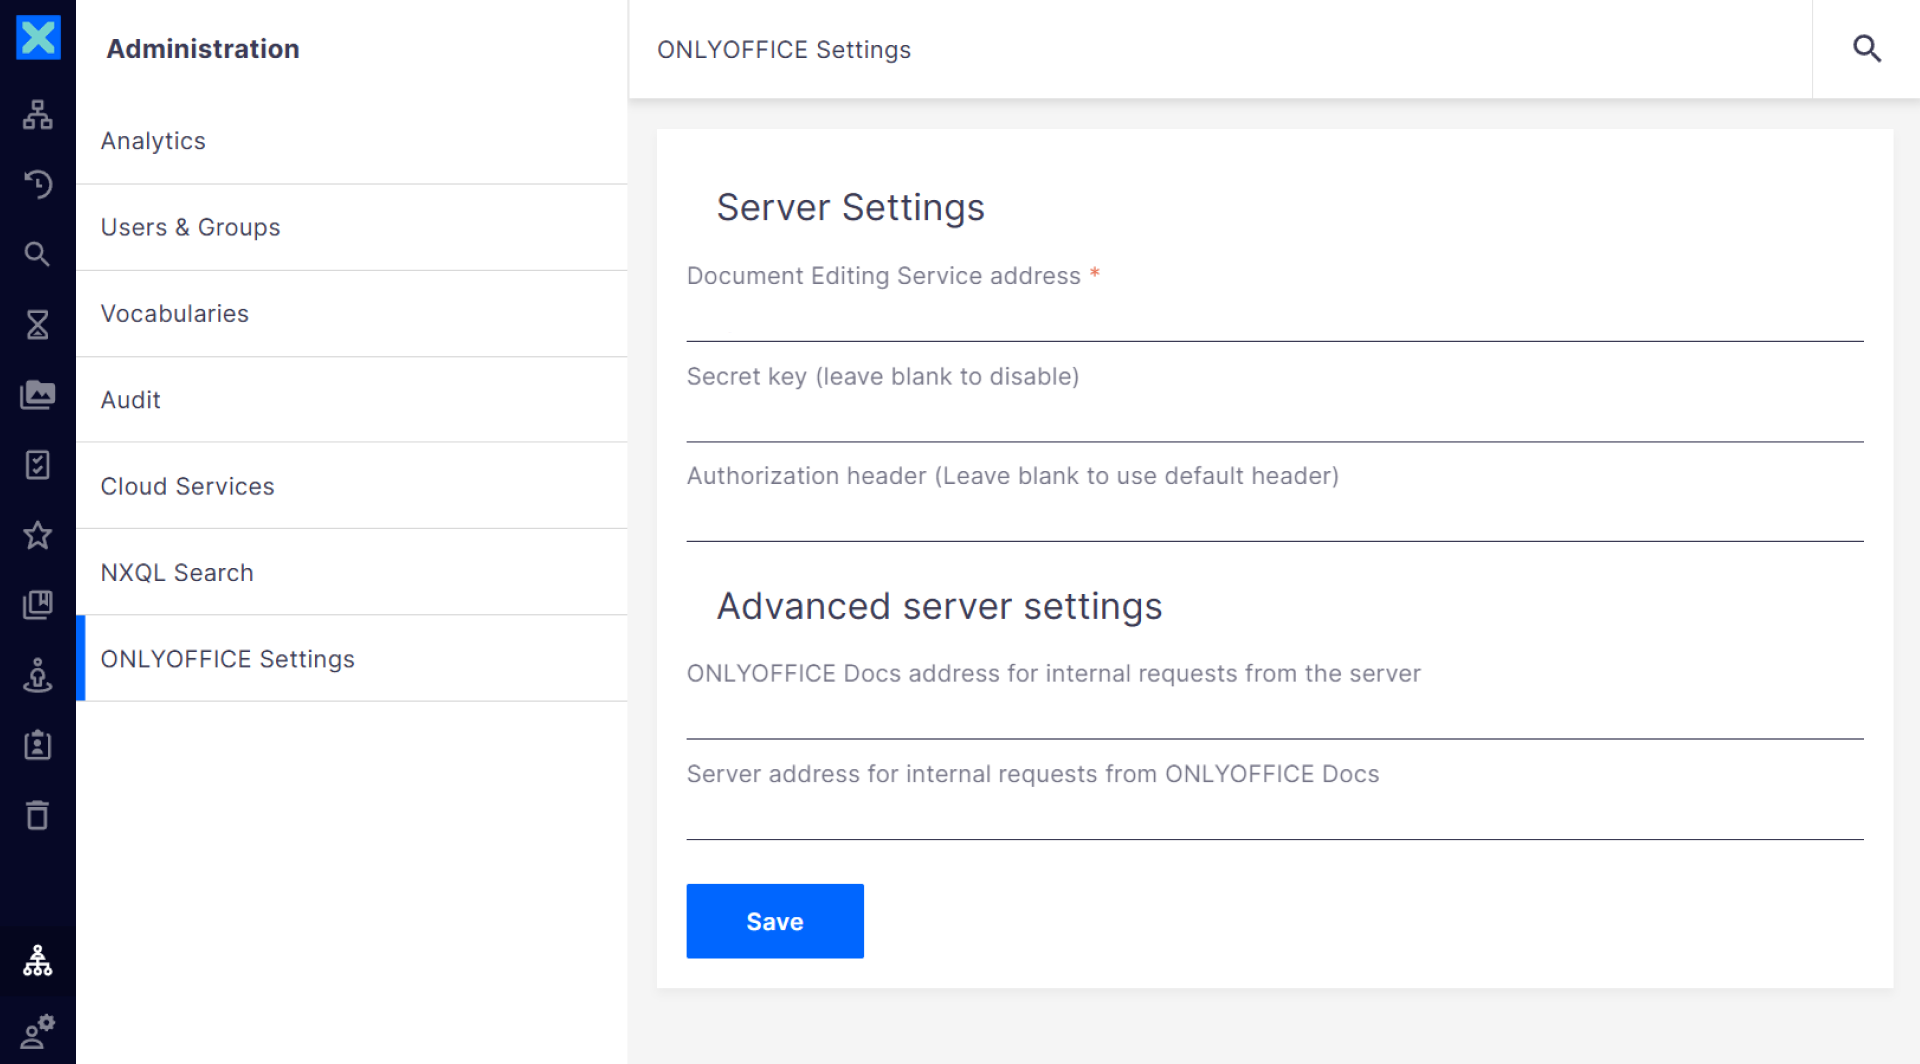 Administration
Analytics
Users & Groups
Vocabularies
Audit
Cloud Services
NXQL Search
ONLYOFFICE Settings
ONLYOFFICE Settings
Server Settings
Document Editing Service address *
Secret key (leave blank to disable)
Authorization header (Leave blank to use default header)
Advanced server settings
ONLYOFFICE Docs address for internal requests from the server
Server address for internal requests from ONLYOFFICE Docs
Save